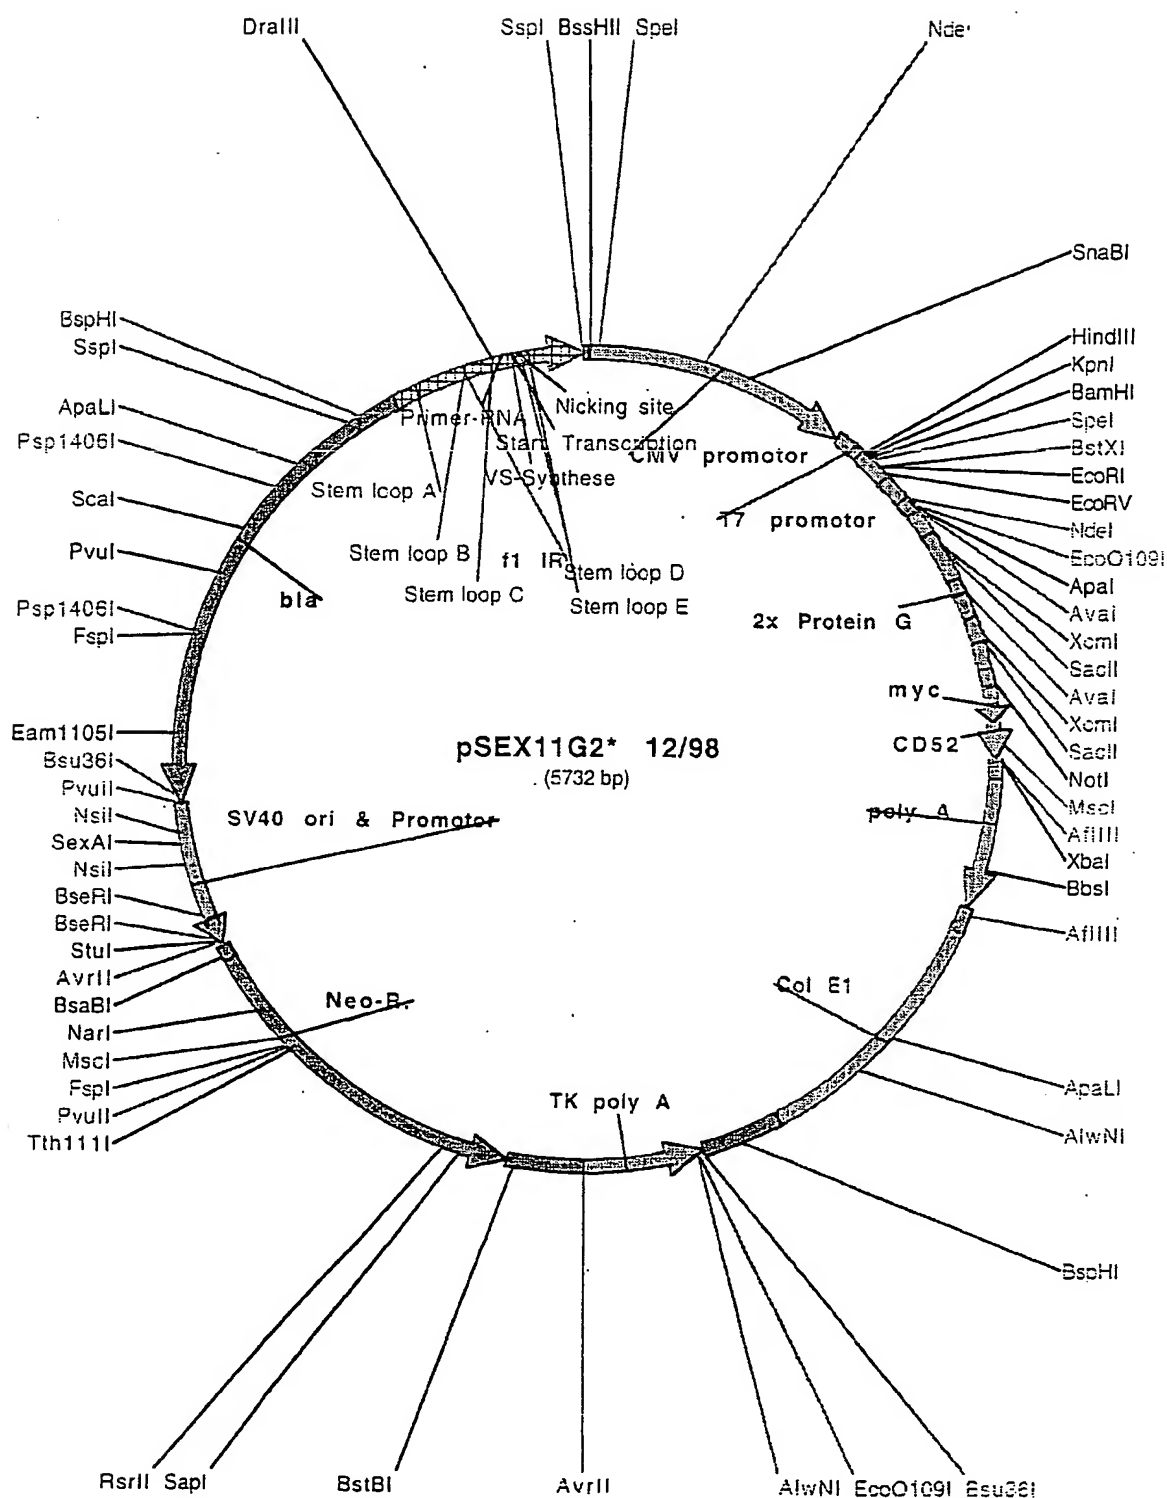 DraIII SspI BssHII SpeI Nde
SnaBI
HindIII
KpnI
BamHI
SpeI
BstXI
EcoRI
EcoRV
NdeI
EcoO109I
ApaI
AvaI
XcmI
SacII
AvaI
XcmI
SacII
NotI
MscI
AflIII
XbaI
BbsI
AflIII
ApaLI
AlwNI
BspHI
BspHI
SspI
ApaLI
Psp1406I
ScaI
PvuI
Psp1406I
FspI
Eam1105I
Bsu36I
PvuII
NsiI
SexAI
NsiI
BseRI
BseRI
StuI
AvrII
BsaBI
NarI
MscI
FspI
PvuII
Tth111I
Primer-RNA
Nicking site
Start Transcription
CMV promotor
Stem loop A
VS-Synthese
T7 promotor
Stem loop B
f1 IR
Stem loop D
Stem loop C
Stem loop E
bla
2x Protein G
myc
CD52
pSEX11G2* 12/98
(5732 bp)
SV40 ori & Promotor
poly A
Col E1
Neo-R.
TK poly A
RsrII SapI BstBI AvrII AlwNI EcoO109I Bsu36I